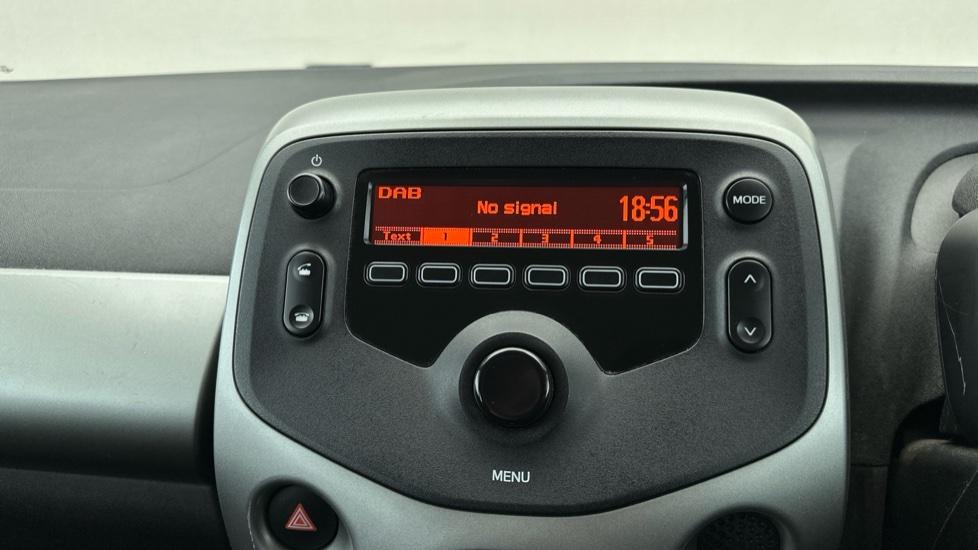 DAB
No signal
18:56
Text 1 2 3 4 5
MODE
MENU